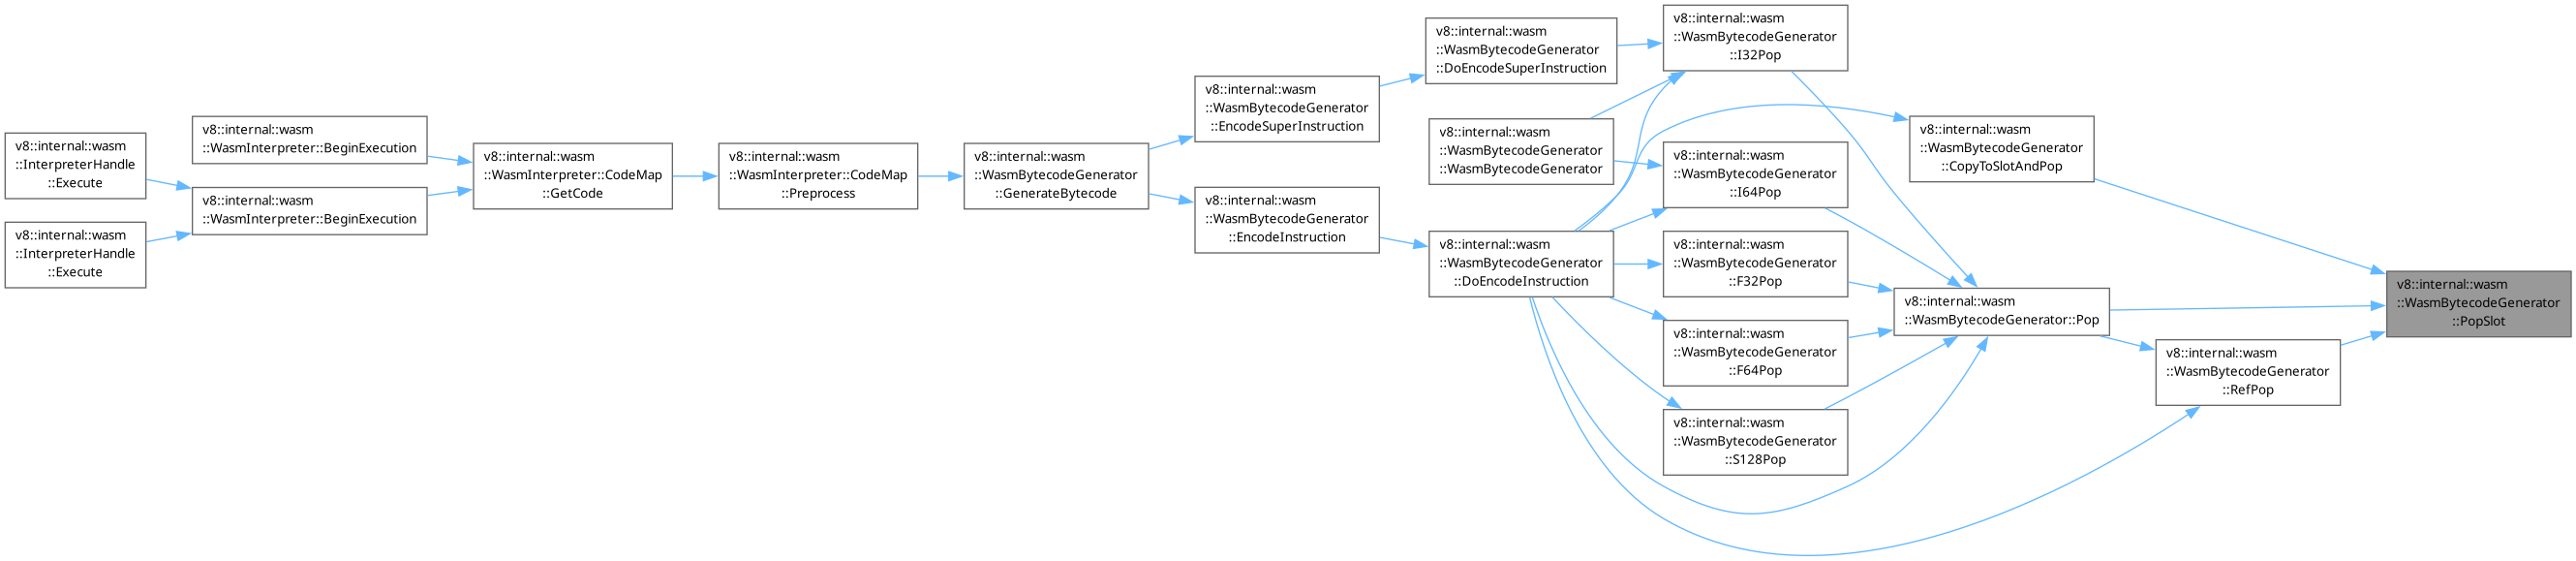 v8::internal::wasm
::InterpreterHandle
::Execute
v8::internal::wasm
::InterpreterHandle
::Execute
v8::internal::wasm
::WasmInterpreter::BeginExecution
v8::internal::wasm
::WasmInterpreter::BeginExecution
v8::internal::wasm
::WasmInterpreter::CodeMap
::GetCode
v8::internal::wasm
::WasmInterpreter::CodeMap
::Preprocess
v8::internal::wasm
::WasmBytecodeGenerator
::GenerateBytecode
v8::internal::wasm
::WasmBytecodeGenerator
::EncodeSuperInstruction
v8::internal::wasm
::WasmBytecodeGenerator
::EncodeInstruction
v8::internal::wasm
::WasmBytecodeGenerator
::DoEncodeSuperInstruction
v8::internal::wasm
::WasmBytecodeGenerator
::WasmBytecodeGenerator
v8::internal::wasm
::WasmBytecodeGenerator
::DoEncodeInstruction
v8::internal::wasm
::WasmBytecodeGenerator
::I32Pop
v8::internal::wasm
::WasmBytecodeGenerator
::I64Pop
v8::internal::wasm
::WasmBytecodeGenerator
::F32Pop
v8::internal::wasm
::WasmBytecodeGenerator
::F64Pop
v8::internal::wasm
::WasmBytecodeGenerator
::S128Pop
v8::internal::wasm
::WasmBytecodeGenerator
::CopyToSlotAndPop
v8::internal::wasm
::WasmBytecodeGenerator::Pop
v8::internal::wasm
::WasmBytecodeGenerator
::RefPop
v8::internal::wasm
::WasmBytecodeGenerator
::PopSlot